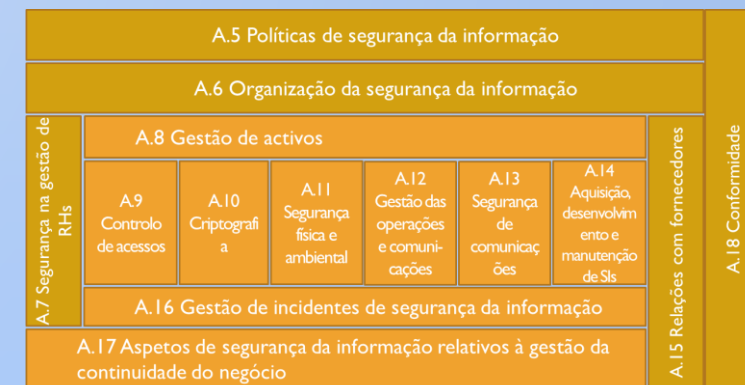 A.5 Políticas de segurança da informação
A.6 Organização da segurança da informação
A.7 Segurança na gestão de
RHs
A.8 Gestão de activos
A.9
Controlo
de acessos
A.10
Criptografi
a
A.11
Segurança
física e
ambiental
A.12
Gestão das
operações
e comuni-
cações
A.13
Segurança
de
comunicaç
ões
A.14
Aquisição,
desenvolvim
ento e
manutenção
de SIs
A.16 Gestão de incidentes de segurança da informação
A.17 Aspetos de segurança da informação relativos à gestão da
continuidade do negócio
A.15 Relações com fornecedores
A.18 Conformidade